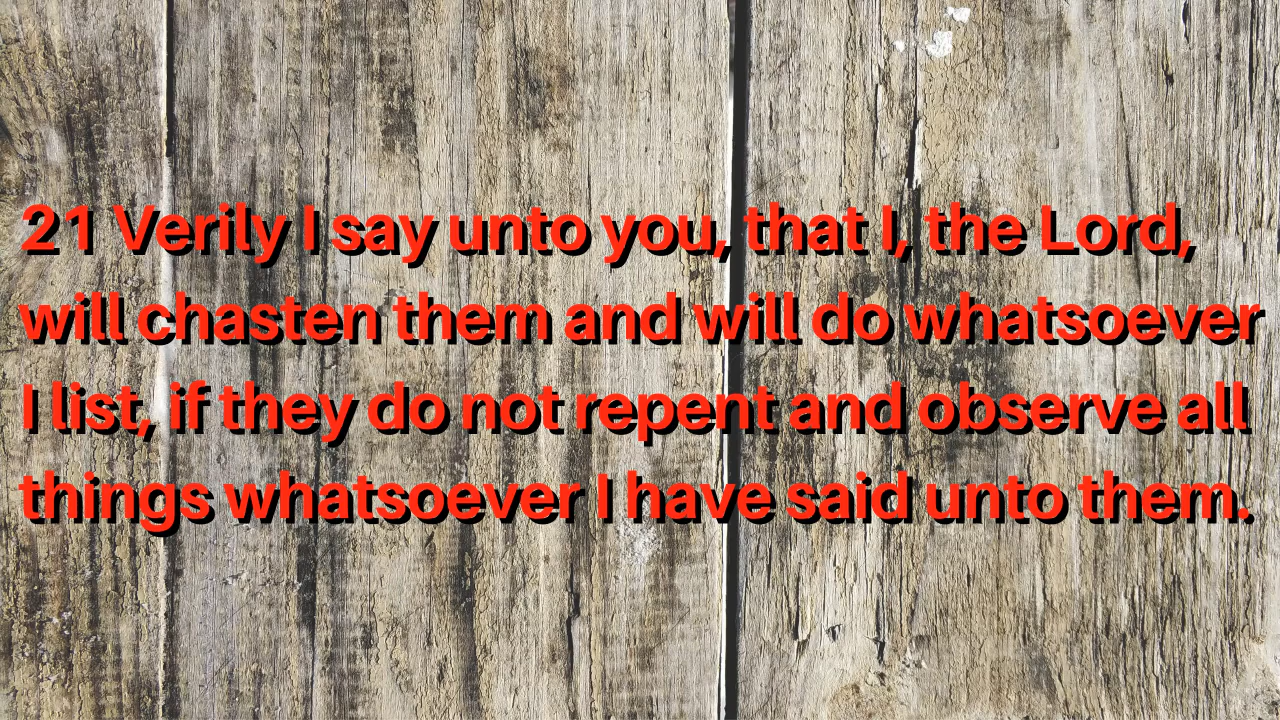 21 Verily I say unto you, that I, the Lord,
will chasten them and will do whatsoever
I list, if they do not repent and observe all
things whatsoever I have said unto them.